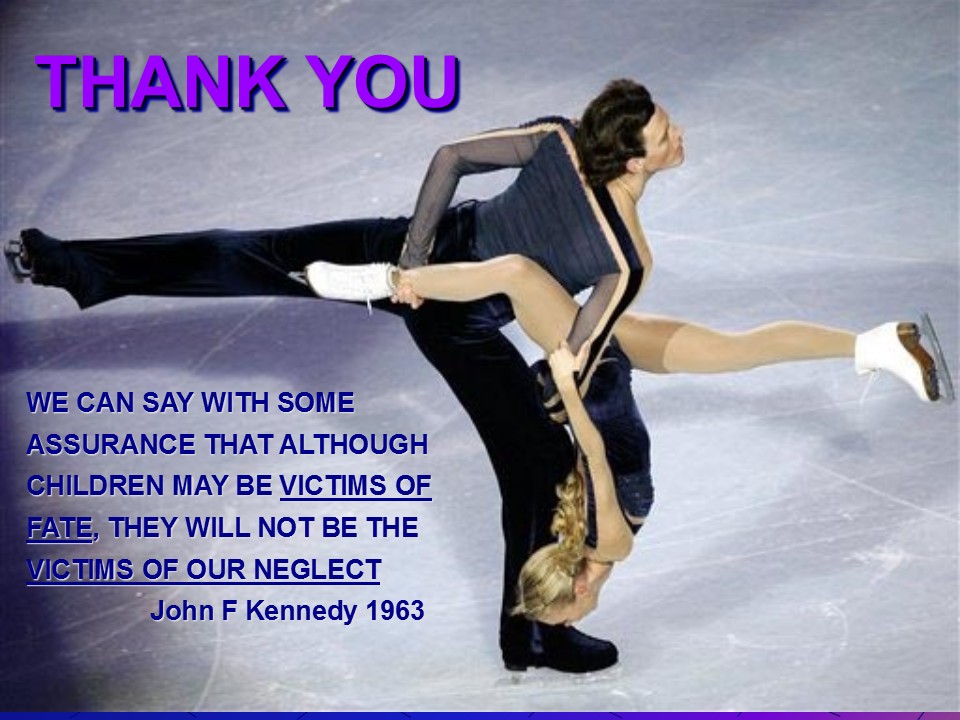 THANK YOU
WE CAN SAY WITH SOME
ASSURANCE THAT ALTHOUGH
CHILDREN MAY BE VICTIMS OF
FATE, THEY WILL NOT BE THE
VICTIMS OF OUR NEGLECT
John F Kennedy 1963